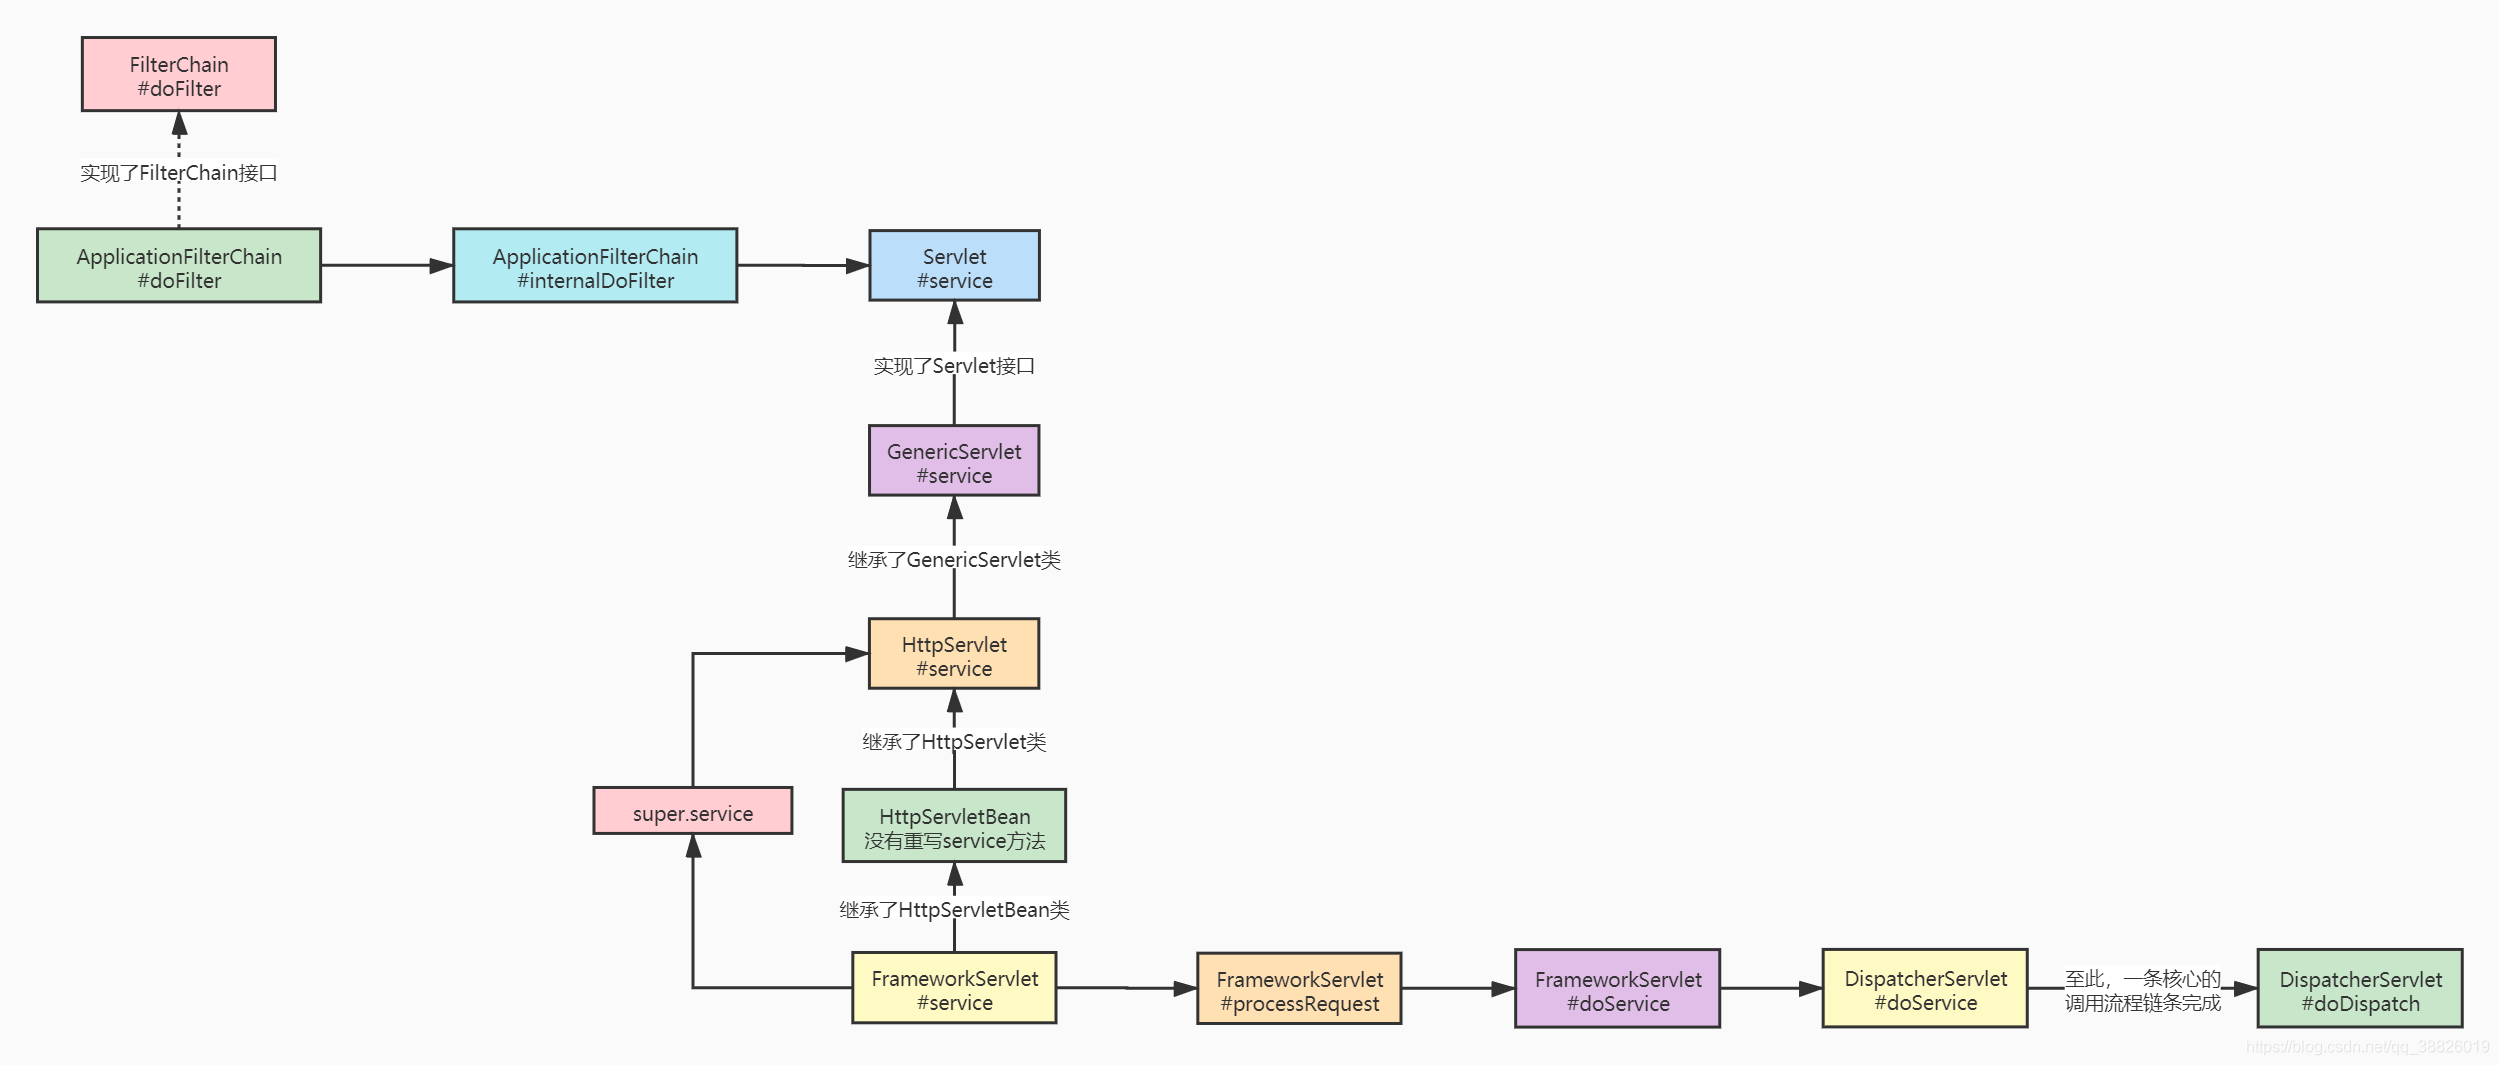 FilterChain
#doFilter
实现了FilterChain接口
ApplicationFilterChain
#doFilter
ApplicationFilterChain
#internalDoFilter
Servlet
#service
实现了Servlet接口
GenericServlet
#service
继承了GenericServlet类
HttpServlet
#service
继承了HttpServlet类
super.service
HttpServletBean
没有重写service方法
继承了HttpServletBean类
FrameworkServlet
#service
FrameworkServlet
#processRequest
FrameworkServlet
#doService
DispatcherServlet
#doService
至此，一条核心的
调用流程链条完成
DispatcherServlet
#doDispatch
https://blog.csdn.net/qq_38826019